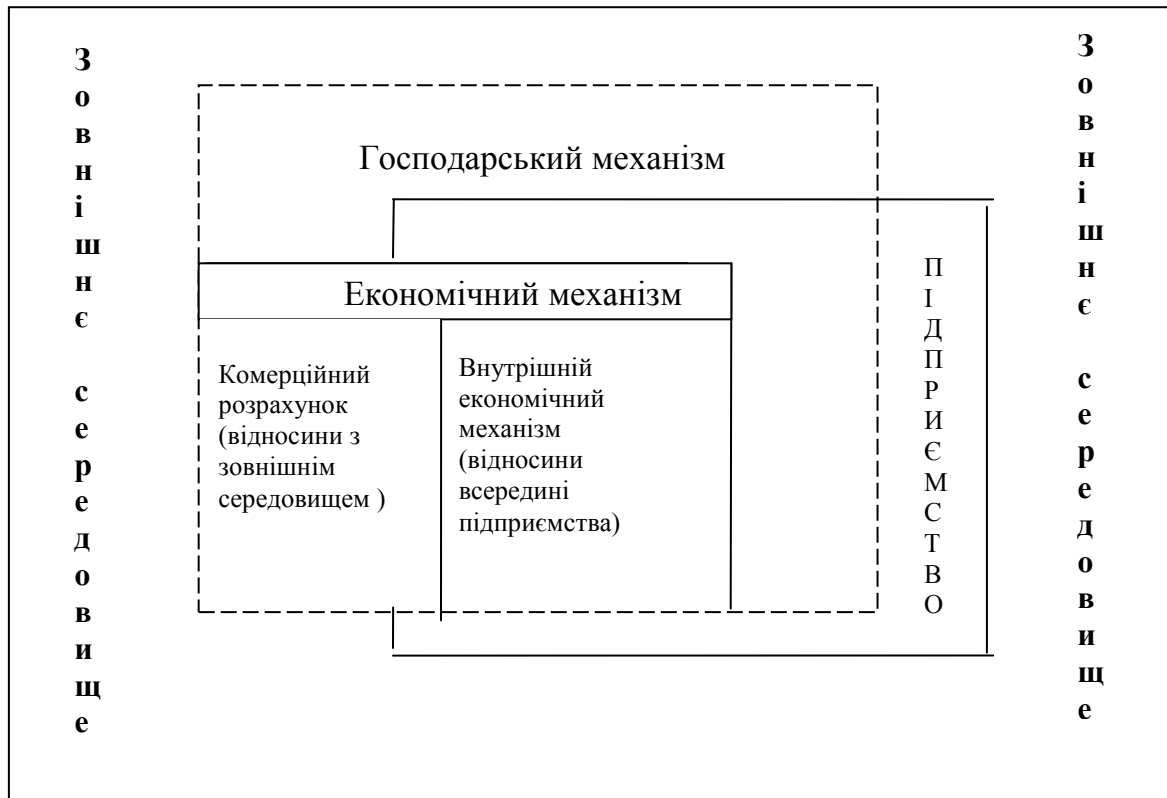 Зовнішнє середовище
Господарський механізм
Економічний механізм
Комерційний
розрахунок
(відносини з
зовнішнім
середовищем )
Внутрішній
економічний
механізм
(відносини
всередині
підприємства)
ПІДПРИЄМСТВО
Зовнішнє середовище